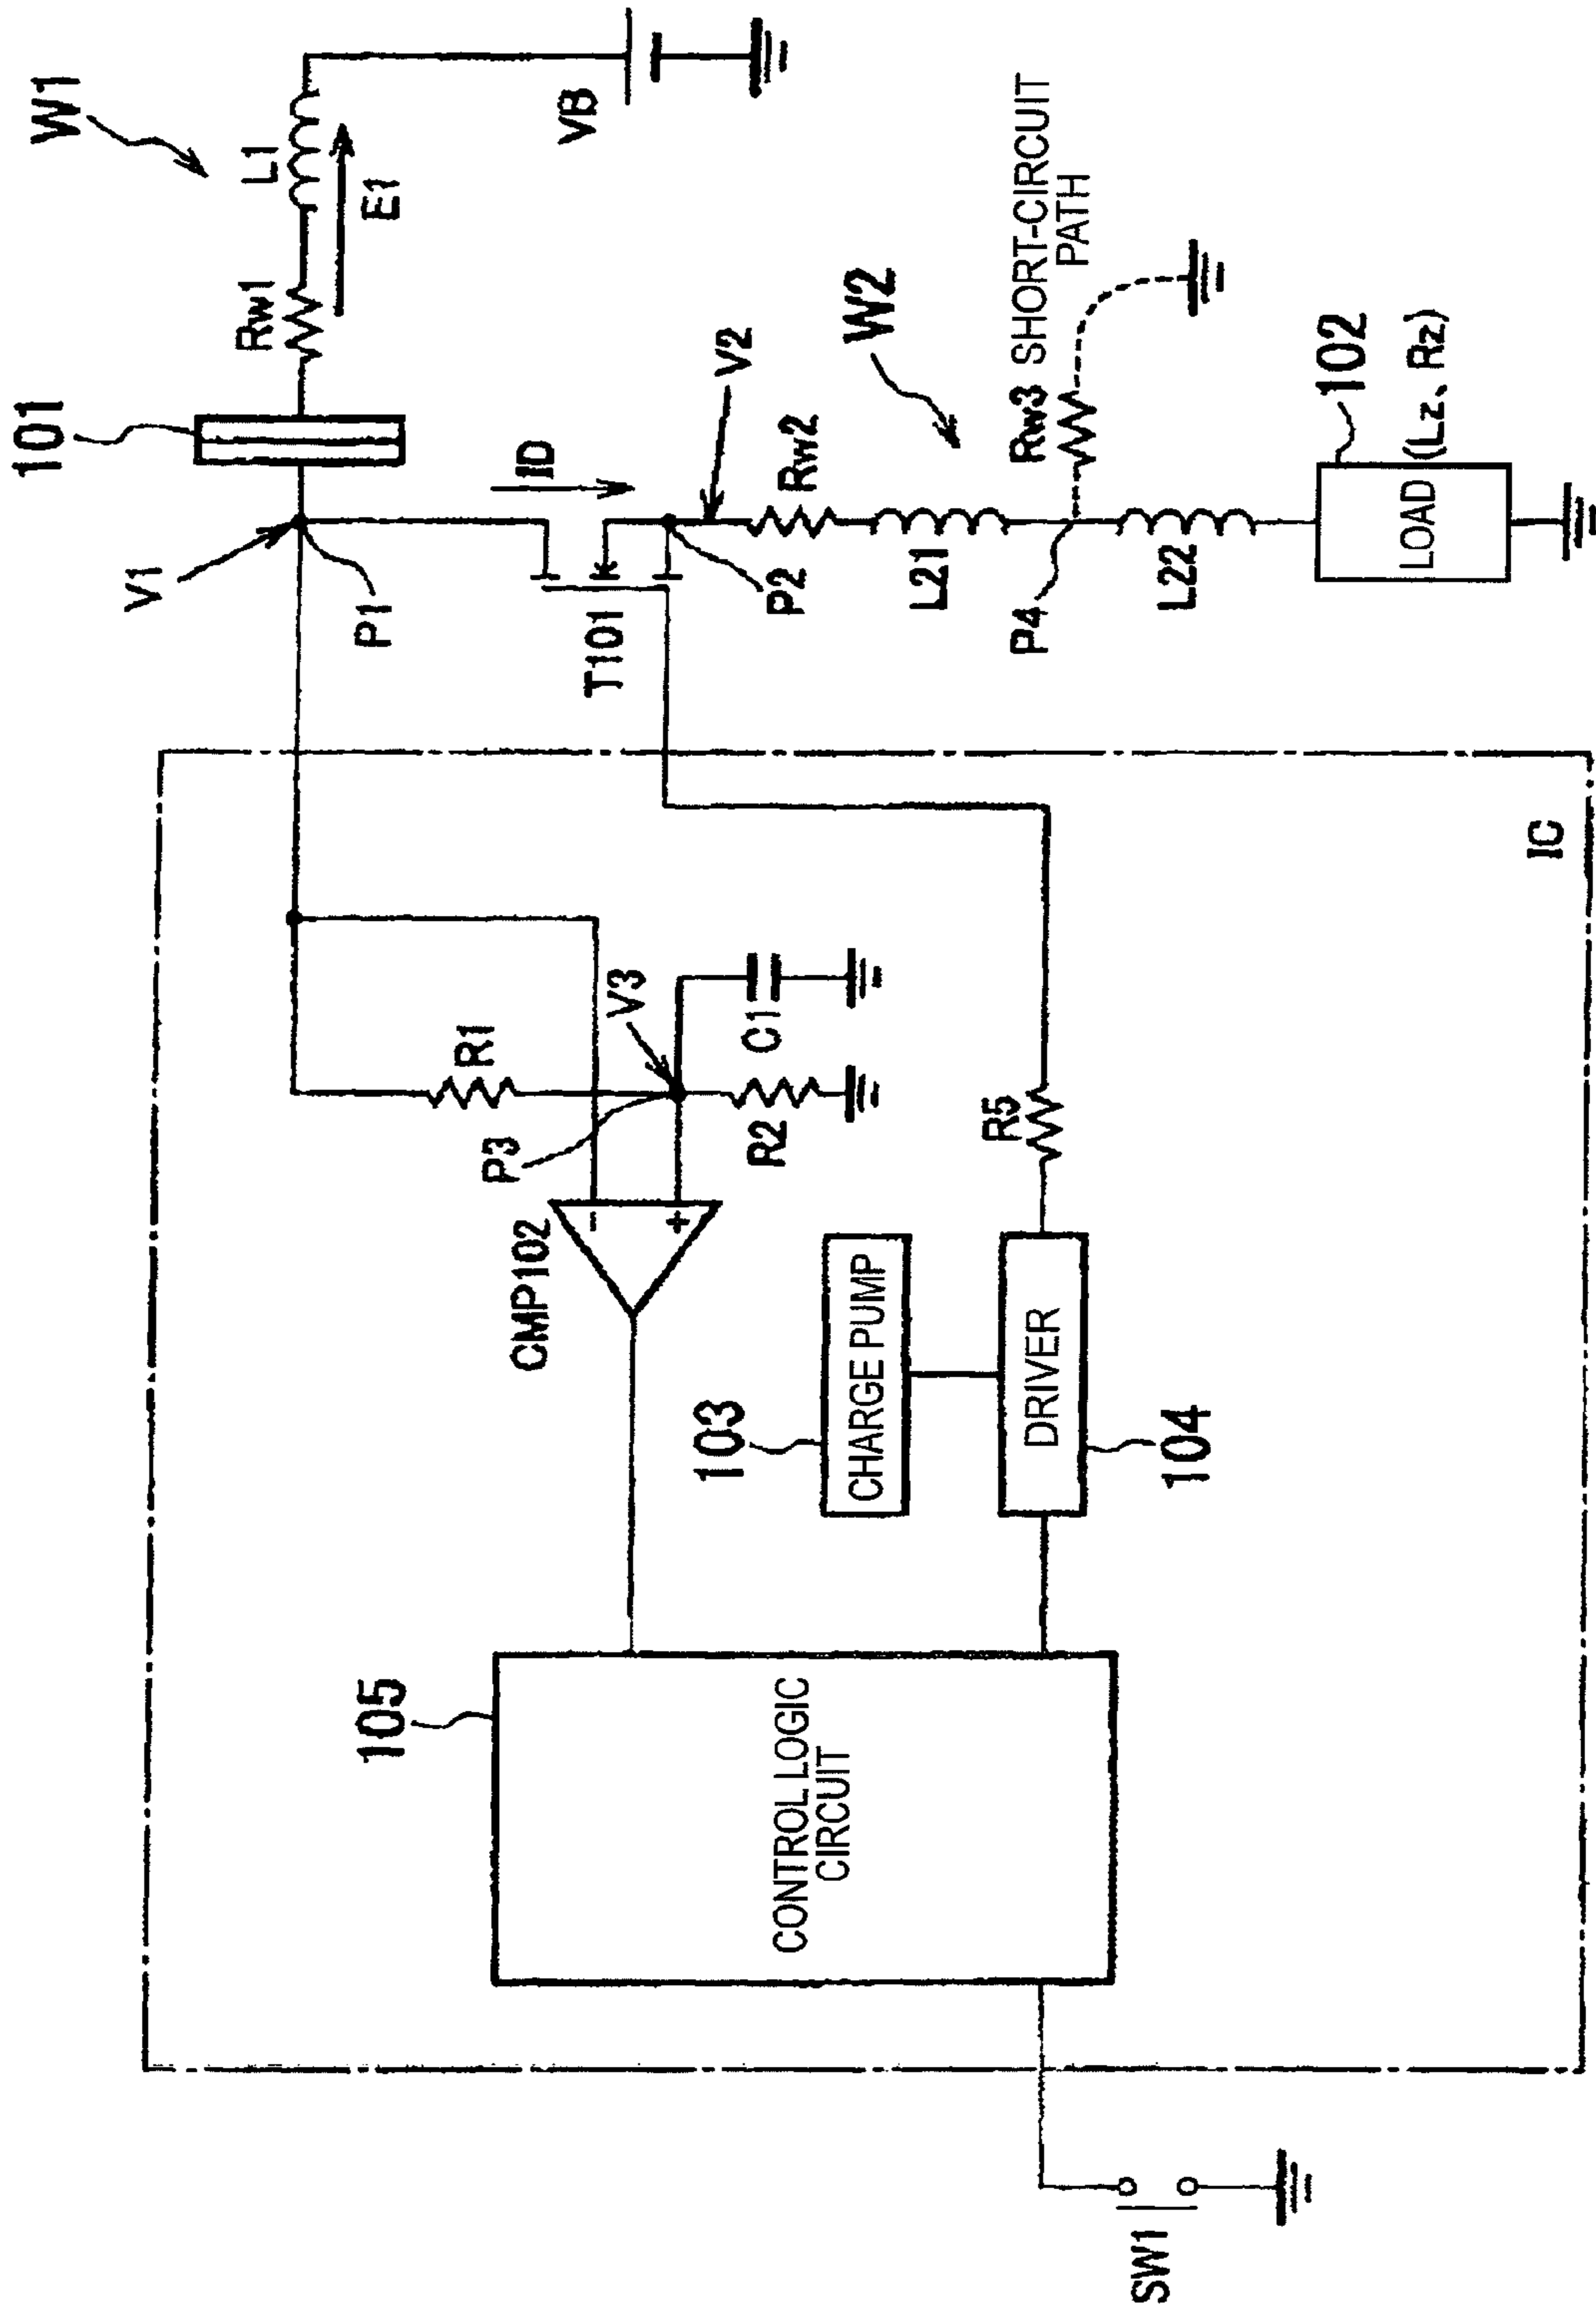 W1
L1
E1
Rw1
VB
101
V1
P1
ID
T101
P2
V2
Rw2
W2
L21
P4
Rw3
SHORT-CIRCUIT
PATH
L22
102
LOAD
(Lz、Rz)
IC
R1
V3
C1
P3
R2
CMP102
R5
103
CHARGE PUMP
DRIVER
104
105
CONTROL LOGIC
CIRCUIT
SW1
-
+